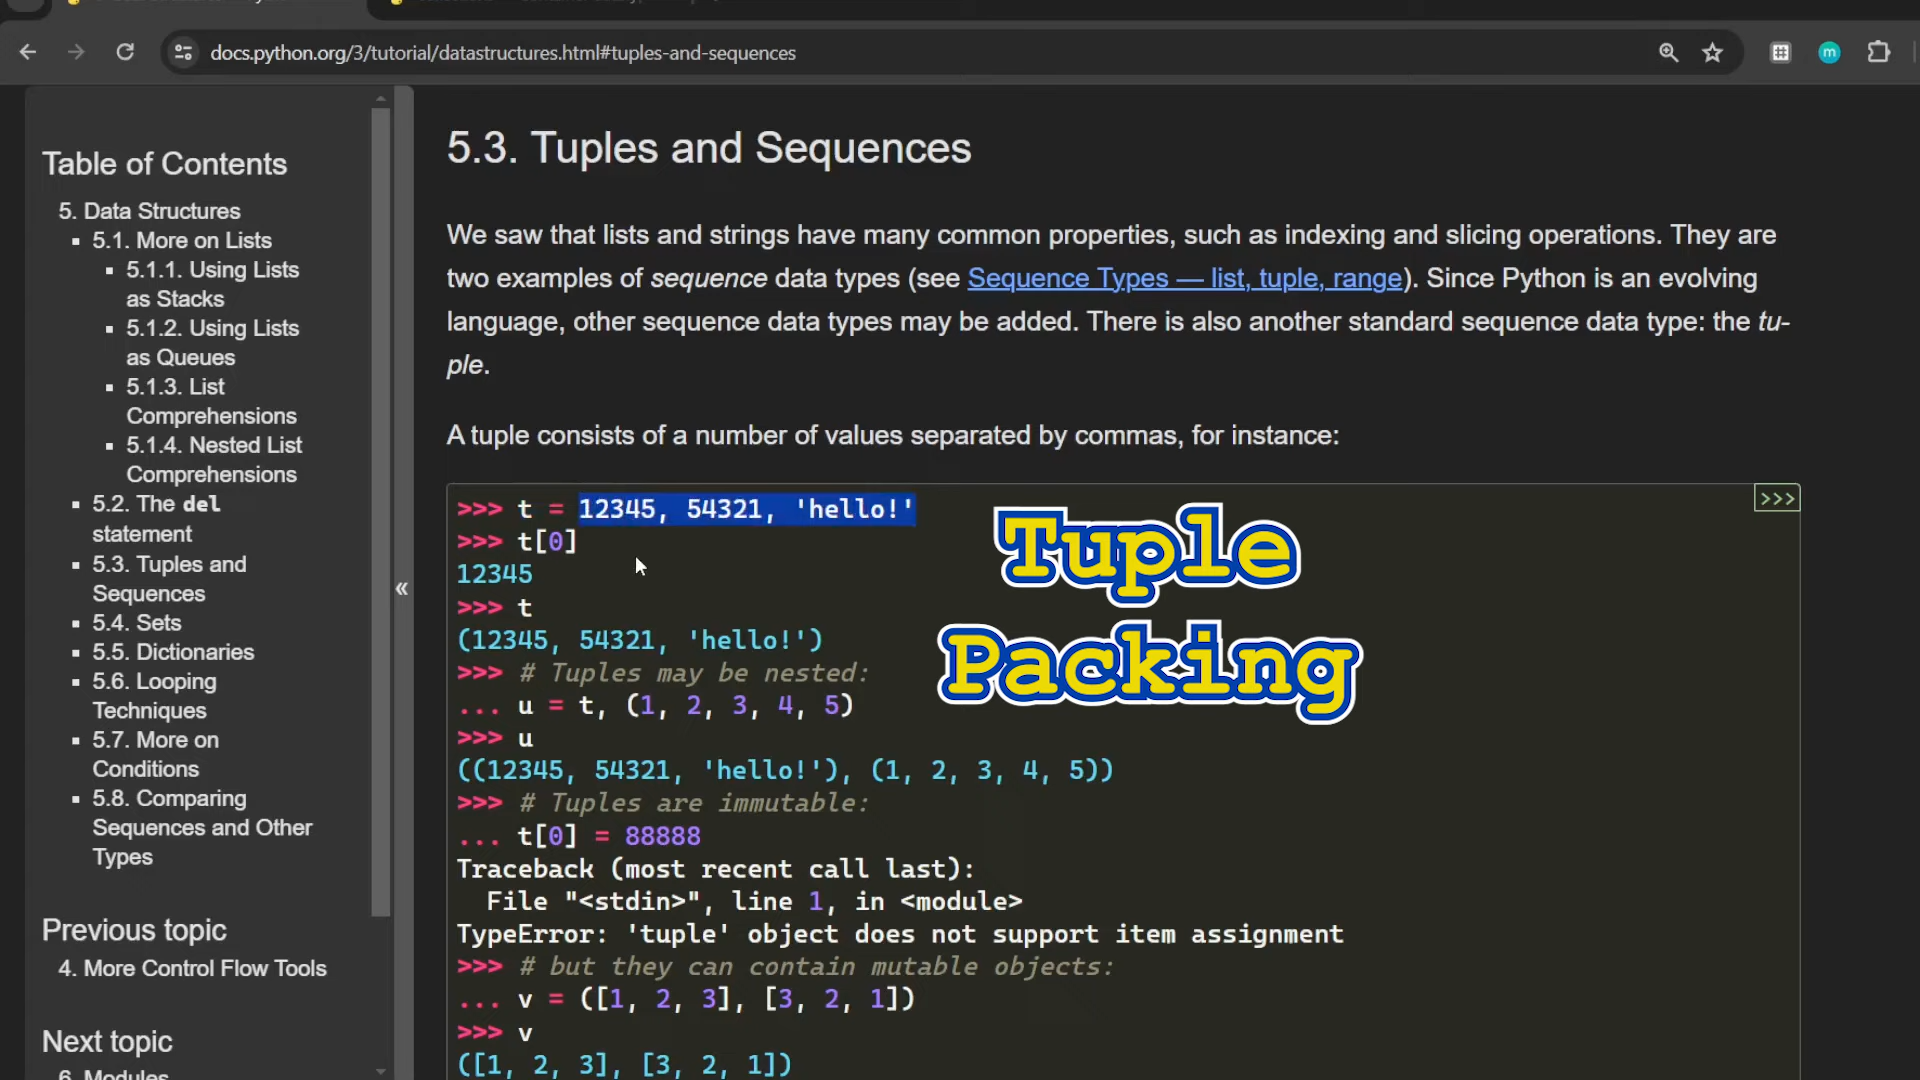 docs.python.org/3/tutorial/datastructures.html#tuples-and-sequences
m
Table of Contents
5. Data Structures
5.1. More on Lists
5.1.1. Using Lists
as Stacks
5.1.2. Using Lists
as Queues
5.1.3. List
Comprehensions
5.1.4. Nested List
Comprehensions
5.2. The del
statement
5.3. Tuples and
Sequences
5.4. Sets
5.5. Dictionaries
5.6. Looping
Techniques
5.7. More on
Conditions
5.8. Comparing
Sequences and Other
Types
Previous topic
4. More Control Flow Tools
Next topic
6. Modules
«
5.3. Tuples and Sequences
We saw that lists and strings have many common properties, such as indexing and slicing operations. They are
two examples of sequence data types (see Sequence Types — list, tuple, range). Since Python is an evolving
language, other sequence data types may be added. There is also another standard sequence data type: the tu-
ple.
A tuple consists of a number of values separated by commas, for instance:
>>>
>>> t = 12345, 54321, 'hello!'
>>> t[0]
12345
>>> t
(12345, 54321, 'hello!')
>>> # Tuples may be nested:
... u = t, (1, 2, 3, 4, 5)
>>> u
((12345, 54321, 'hello!'), (1, 2, 3, 4, 5))
>>> # Tuples are immutable:
... t[0] = 88888
Traceback (most recent call last):
File "<stdin>", line 1, in <module>
TypeError: 'tuple' object does not support item assignment
>>> # but they can contain mutable objects:
... v = ([1, 2, 3], [3, 2, 1])
>>> v
([1, 2, 3], [3, 2, 1])
Tuple
Packing